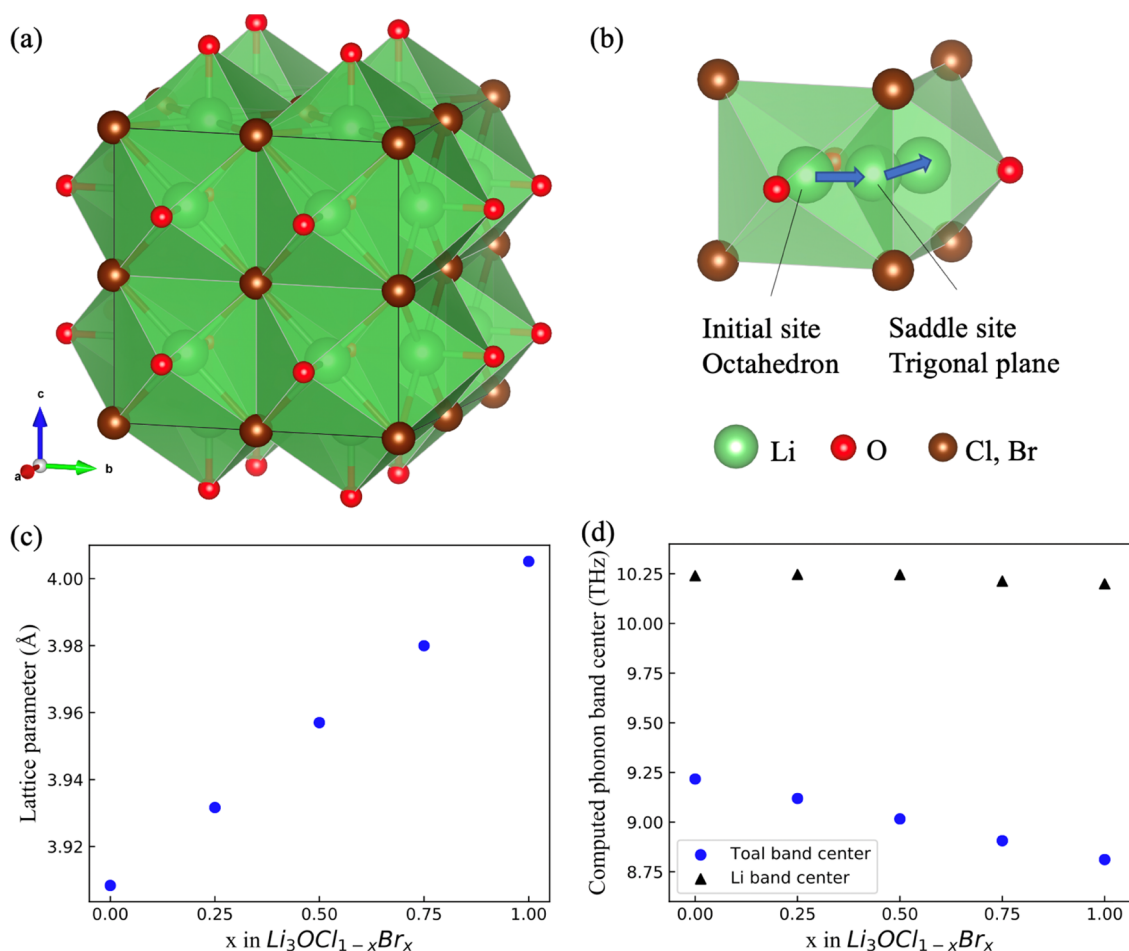 (a)
(b)
c
a
b
Initial site
Octahedron
Saddle site
Trigonal plane
Li
O
Cl, Br
(c)
4.00
3.98
3.96
3.94
3.92
Lattice parameter (Å)
0.00 0.25 0.50 0.75 1.00
x in Li₃OCl₁₋ₓBrₓ
(d)
10.25
10.00
9.75
9.50
9.25
9.00
8.75
Computed phonon band center (THz)
Toal band center
Li band center
0.00 0.25 0.50 0.75 1.00
x in Li₃OCl₁₋ₓBrₓ